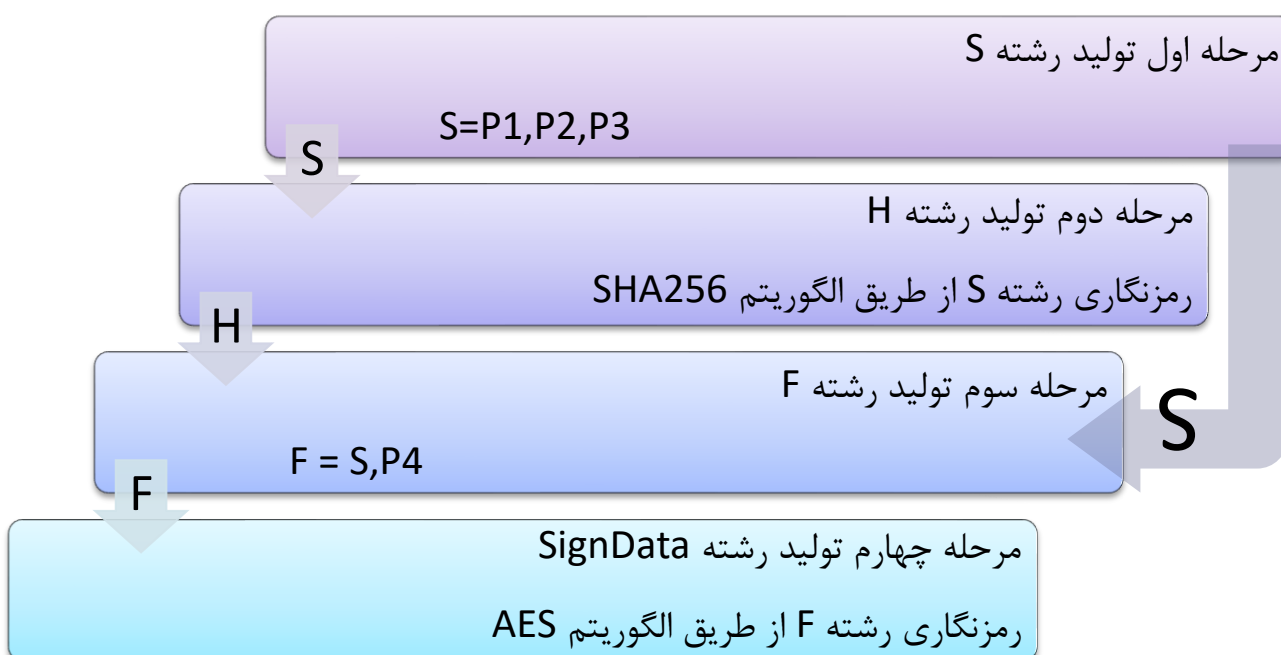 مرحله اول تولید رشته S
S=P1,P2,P3
S
مرحله دوم تولید رشته H
رمزنگاری رشته S از طریق الگوریتم SHA256
H
مرحله سوم تولید رشته F
S
F = S,P4
F
مرحله چهارم تولید رشته SignData
رمزنگاری رشته F از طریق الگوریتم AES